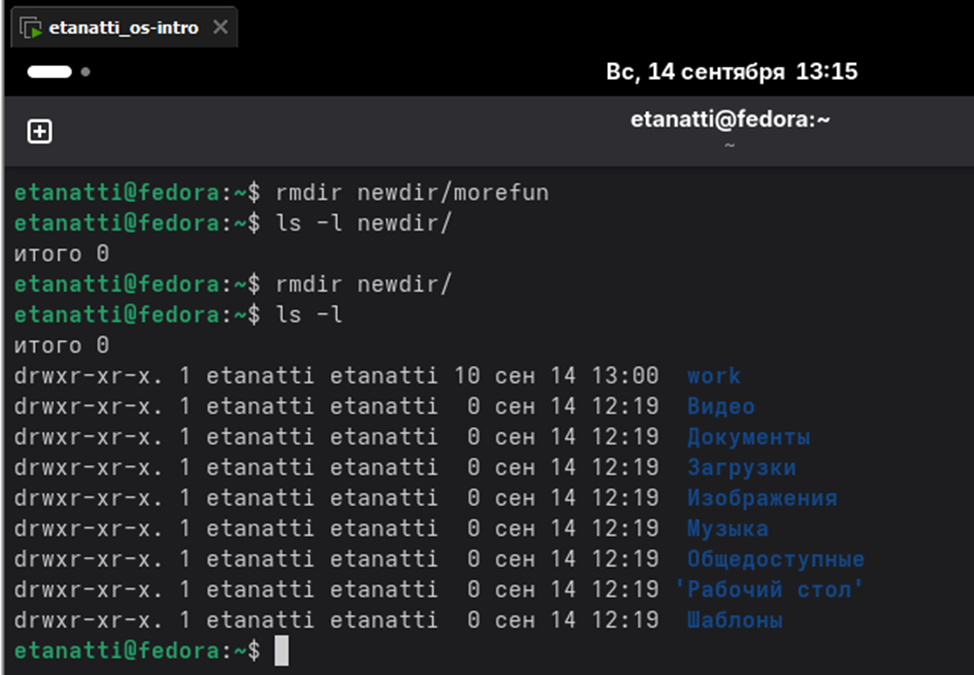 etanatti_os-intro
Вс, 14 сентября 13:15
etanatti@fedora:~
~
etanatti@fedora:~$ rmdir newdir/morefun
etanatti@fedora:~$ ls -l newdir/
итого 0
etanatti@fedora:~$ rmdir newdir/
etanatti@fedora:~$ ls -l
итого 0
drwxr-xr-x. 1 etanatti etanatti 10 сен 14 13:00  work
drwxr-xr-x. 1 etanatti etanatti  0 сен 14 12:19  Видео
drwxr-xr-x. 1 etanatti etanatti  0 сен 14 12:19  Документы
drwxr-xr-x. 1 etanatti etanatti  0 сен 14 12:19  Загрузки
drwxr-xr-x. 1 etanatti etanatti  0 сен 14 12:19  Изображения
drwxr-xr-x. 1 etanatti etanatti  0 сен 14 12:19  Музыка
drwxr-xr-x. 1 etanatti etanatti  0 сен 14 12:19  Общедоступные
drwxr-xr-x. 1 etanatti etanatti  0 сен 14 12:19 'Рабочий стол'
drwxr-xr-x. 1 etanatti etanatti  0 сен 14 12:19  Шаблоны
etanatti@fedora:~$